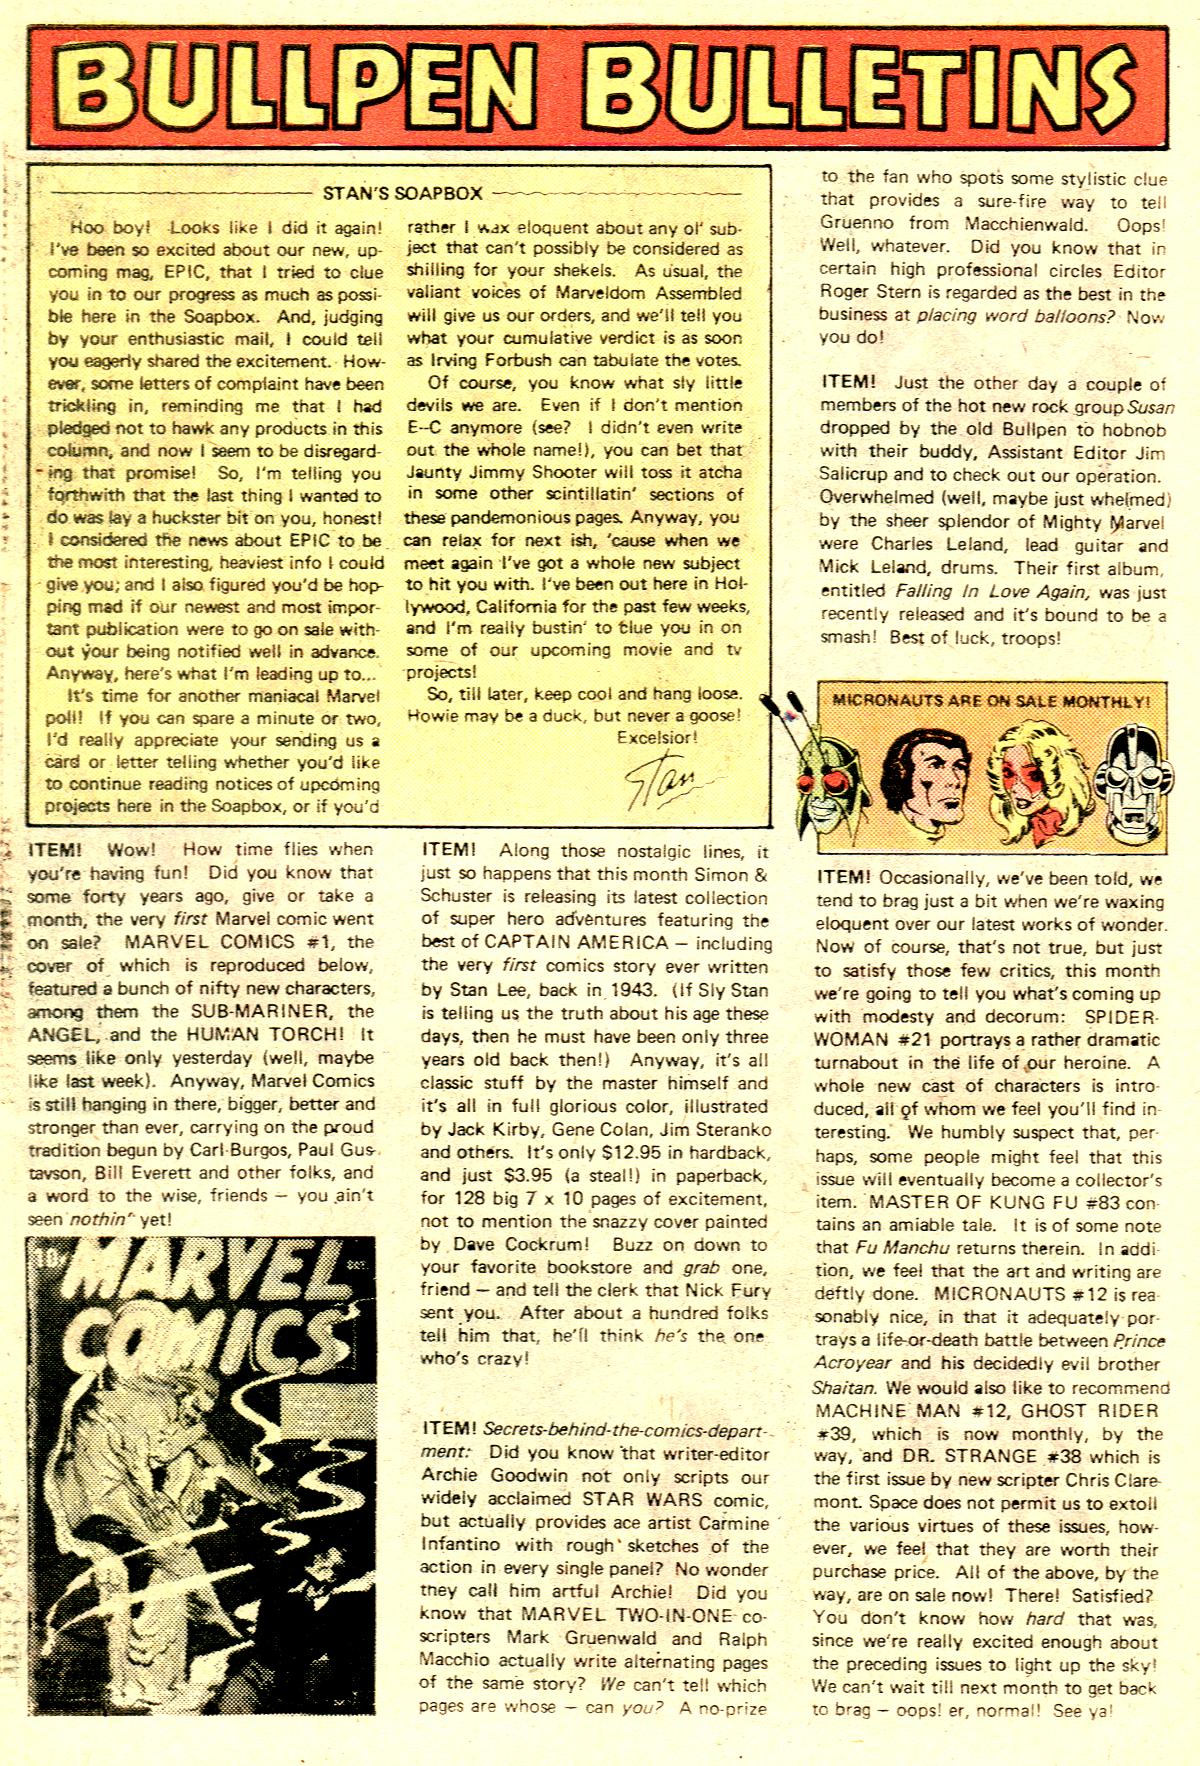 BULLPEN BULLETINS
STAN'S SOAPBOX
Hoo boy! Looks like I did it again!
I've been so excited about our new, up-
coming mag, EPIC, that I tried to clue
you in to our progress as much as possi-
ble here in the Soapbox. And, judging
by your enthusiastic mail, I could tell
you eagerly shared the excitement. How-
ever, some letters of complaint have been
trickling in, reminding me that I had
pledged not to hawk any products in this
column, and now I seem to be disregard-
ing that promise! So, I'm telling you
forthwith that the last thing I wanted to
do was lay a huckster bit on you, honest!
I considered the news about EPIC to be
the most interesting, heaviest info I could
give you; and I also figured you'd be hop-
ping mad if our newest and most impor-
tant publication were to go on sale with-
out your being notified well in advance.
Anyway, here's what I'm leading up to...
It's time for another maniacal Marvel
poll! If you can spare a minute or two,
I'd really appreciate your sending us a
card or letter telling whether you'd like
to continue reading notices of upcoming
projects here in the Soapbox, or if you'd
rather I wax eloquent about any ol' sub-
ject that can't possibly be considered as
shilling for your shekels. As usual, the
valiant voices of Marveldom Assembled
will give us our orders, and we'll tell you
what your cumulative verdict is as soon
as Irving Forbush can tabulate the votes.
Of course, you know what sly little
devils we are. Even if I don't mention
E--C anymore (see? I didn't even write
out the whole name!), you can bet that
Jaunty Jimmy Shooter will toss it atcha
in some other scintillatin' sections of
these pandemonious pages. Anyway, you
can relax for next ish, 'cause when we
meet again I've got a whole new subject
to hit you with. I've been out here in Hol-
lywood, California for the past few weeks,
and I'm really bustin' to clue you in on
some of our upcoming movie and tv
projects!
So, till later, keep cool and hang loose.
Howie may be a duck, but never a goose!
Excelsior!
Stan
ITEM! Wow! How time flies when
you're having fun! Did you know that
some forty years ago, give or take a
month, the very first Marvel comic went
on sale? MARVEL COMICS #1, the
cover of which is reproduced below,
featured a bunch of nifty new characters,
among them the SUB-MARINER, the
ANGEL, and the HUMAN TORCH! It
seems like only yesterday (well, maybe
like last week). Anyway, Marvel Comics
is still hanging in there, bigger, better and
stronger than ever, carrying on the proud
tradition begun by Carl Burgos, Paul Gus-
tavson, Bill Everett and other folks, and
a word to the wise, friends — you ain't
seen nothin' yet!
10¢
MARVEL
OCT.
COMICS
ITEM! Along those nostalgic lines, it
just so happens that this month Simon &
Schuster is releasing its latest collection
of super hero adventures featuring the
best of CAPTAIN AMERICA — including
the very first comics story ever written
by Stan Lee, back in 1943. (If Sly Stan
is telling us the truth about his age these
days, then he must have been only three
years old back then!) Anyway, it's all
classic stuff by the master himself and
it's all in full glorious color, illustrated
by Jack Kirby, Gene Colan, Jim Steranko
and others. It's only $12.95 in hardback,
and just $3.95 (a steal!) in paperback,
for 128 big 7 x 10 pages of excitement,
not to mention the snazzy cover painted
by Dave Cockrum! Buzz on down to
your favorite bookstore and grab one,
friend — and tell the clerk that Nick Fury
sent you. After about a hundred folks
tell him that, he'll think he's the one
who's crazy!
ITEM! Secrets-behind-the-comics-depart-
ment: Did you know that writer-editor
Archie Goodwin not only scripts our
widely acclaimed STAR WARS comic,
but actually provides ace artist Carmine
Infantino with rough sketches of the
action in every single panel? No wonder
they call him artful Archie! Did you
know that MARVEL TWO-IN-ONE co-
scripters Mark Gruenwald and Ralph
Macchio actually write alternating pages
of the same story? We can't tell which
pages are whose — can you? A no-prize
to the fan who spots some stylistic clue
that provides a sure-fire way to tell
Gruenno from Macchienwald. Oops!
Well, whatever. Did you know that in
certain high professional circles Editor
Roger Stern is regarded as the best in the
business at placing word balloons? Now
you do!
ITEM! Just the other day a couple of
members of the hot new rock group Susan
dropped by the old Bullpen to hobnob
with their buddy, Assistant Editor Jim
Salicrup and to check out our operation.
Overwhelmed (well, maybe just whelmed)
by the sheer splendor of Mighty Marvel
were Charles Leland, lead guitar and
Mick Leland, drums. Their first album,
entitled Falling In Love Again, was just
recently released and it's bound to be a
smash! Best of luck, troops!
MICRONAUTS ARE ON SALE MONTHLY!
ITEM! Occasionally, we've been told, we
tend to brag just a bit when we're waxing
eloquent over our latest works of wonder.
Now of course, that's not true, but just
to satisfy those few critics, this month
we're going to tell you what's coming up
with modesty and decorum: SPIDER-
WOMAN #21 portrays a rather dramatic
turnabout in the life of our heroine. A
whole new cast of characters is intro-
duced, all of whom we feel you'll find in-
teresting. We humbly suspect that, per-
haps, some people might feel that this
issue will eventually become a collector's
item. MASTER OF KUNG FU #83 con-
tains an amiable tale. It is of some note
that Fu Manchu returns therein. In addi-
tion, we feel that the art and writing are
deftly done. MICRONAUTS #12 is rea-
sonably nice, in that it adequately por-
trays a life-or-death battle between Prince
Acroyear and his decidedly evil brother
Shaitan. We would also like to recommend
MACHINE MAN #12, GHOST RIDER
#39, which is now monthly, by the
way, and DR. STRANGE #38 which is
the first issue by new scripter Chris Clare-
mont. Space does not permit us to extoll
the various virtues of these issues, how-
ever, we feel that they are worth their
purchase price. All of the above, by the
way, are on sale now! There! Satisfied?
You don't know how hard that was,
since we're really excited enough about
the preceding issues to light up the sky!
We can't wait till next month to get back
to brag — oops! er, normal! See ya!